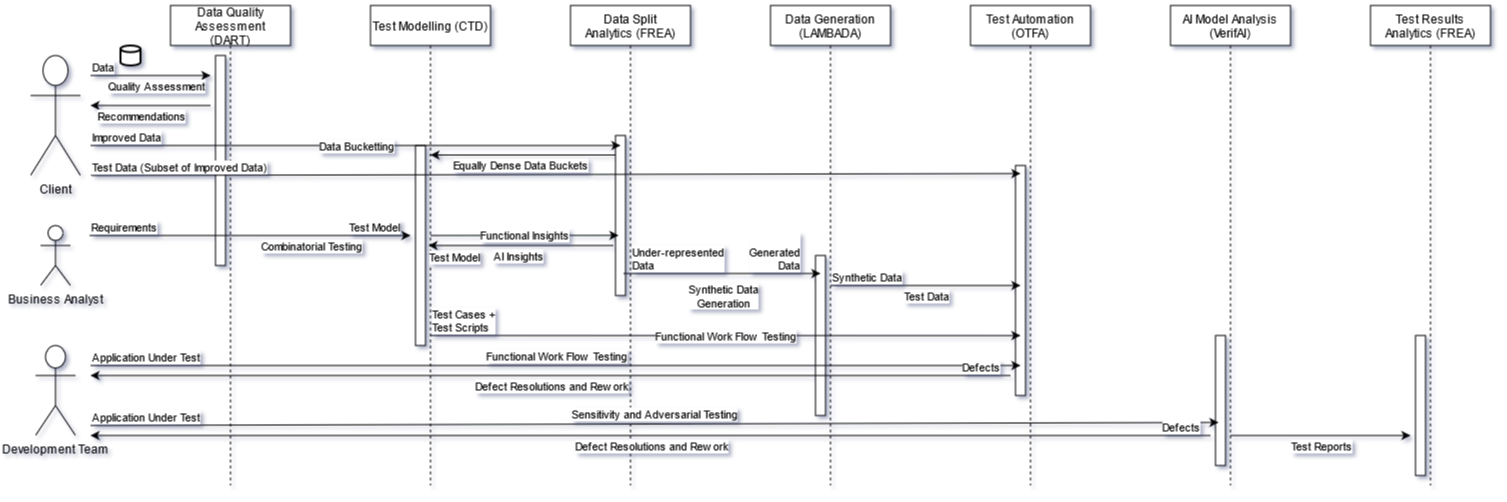 Data Quality
Assessment
(DART)
Test Modelling (CTD)
Data Split
Analytics (FREA)
Data Generation
(LAMBADA)
Test Automation
(OTFA)
AI Model Analysis
(VerifAI)
Test Results
Analytics (FREA)
Data
Quality Assessment
Recommendations
Improved Data
Data Bucketting
Equally Dense Data Buckets
Test Data (Subset of Improved Data)
Client
Requirements
Test Model
Combinatorial Testing
Functional Insights
Test Model
AI Insights
Under-represented
Data
Generated
Data
Synthetic Data
Generation
Synthetic Data
Test Data
Business Analyst
Test Cases +
Test Scripts
Functional Work Flow Testing
Application Under Test
Functional Work Flow Testing
Defects
Defect Resolutions and Rework
Application Under Test
Sensitivity and Adversarial Testing
Defects
Defect Resolutions and Rework
Test Reports
Development Team